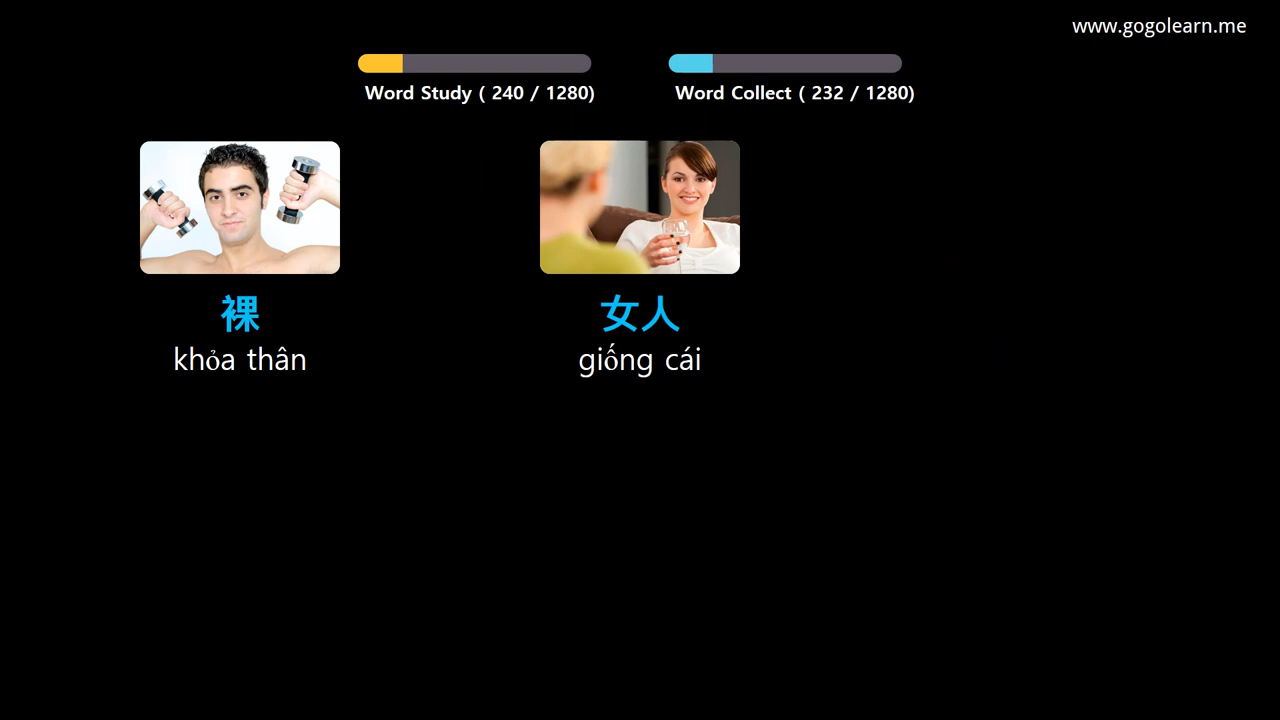 www.gogolearn.me
Word Study ( 240 / 1280)
Word Collect ( 232 / 1280)
裸
khỏa thân
女人
giống cái